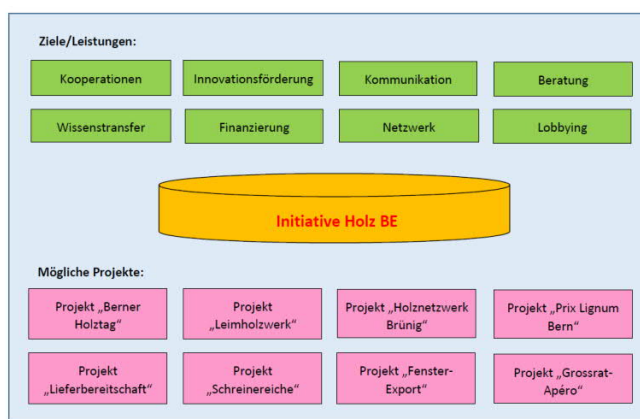 Ziele/Leistungen:
Kooperationen
Innovationsförderung
Kommunikation
Beratung
Wissenstransfer
Finanzierung
Netzwerk
Lobbying
Initiative Holz BE
Mögliche Projekte:
Projekt „Berner
Holztag“
Projekt
„Leimholzwerk“
Projekt „Holznetzwerk
Brünig“
Projekt „Prix Lignum
Bern“
Projekt
„Lieferbereitschaft“
Projekt
„Schreinereiche“
Projekt „Fenster-
Export“
Projekt „Grossrat-
Apéro“